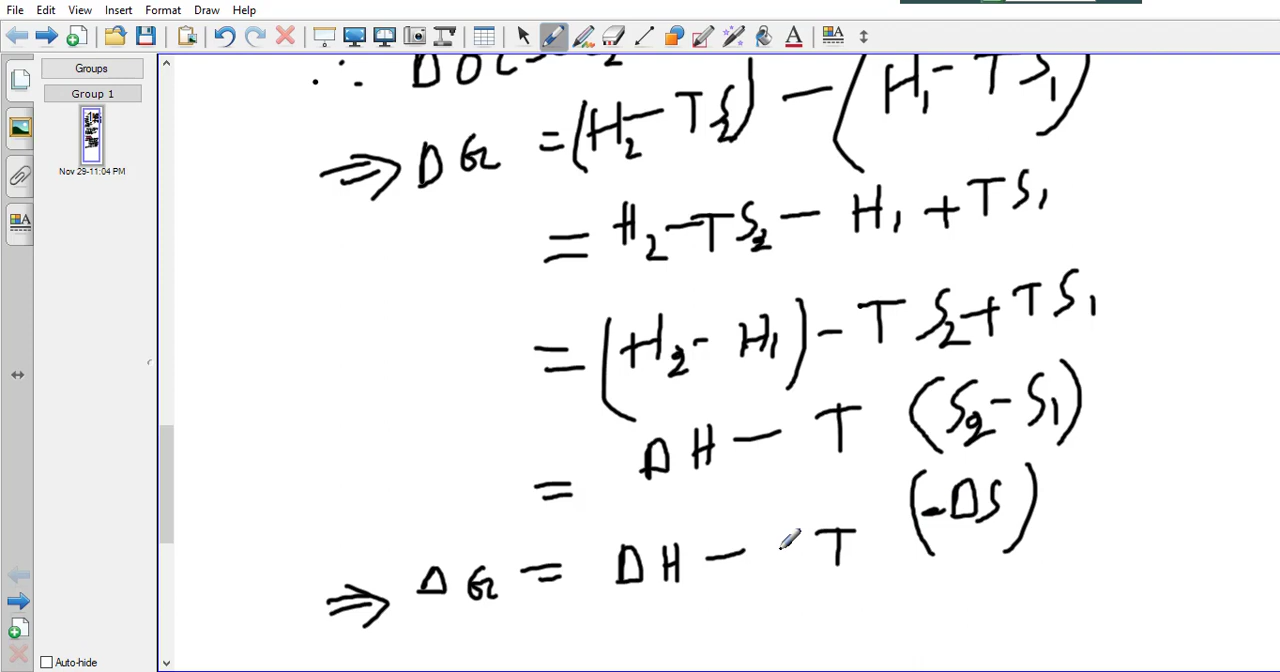 File Edit View Insert Format Draw Help
Groups
Group 1
Nov 29-11:04 PM
Auto-hide
⇒ ΔG = (H₂ - TS₂) - (H₁ - TS₁)
= H₂ - TS₂ - H₁ + TS₁
= (H₂ - H₁) - TS₂ + TS₁
= ΔH - T (S₂ - S₁)
⇒ ΔG = ΔH - T (-ΔS)